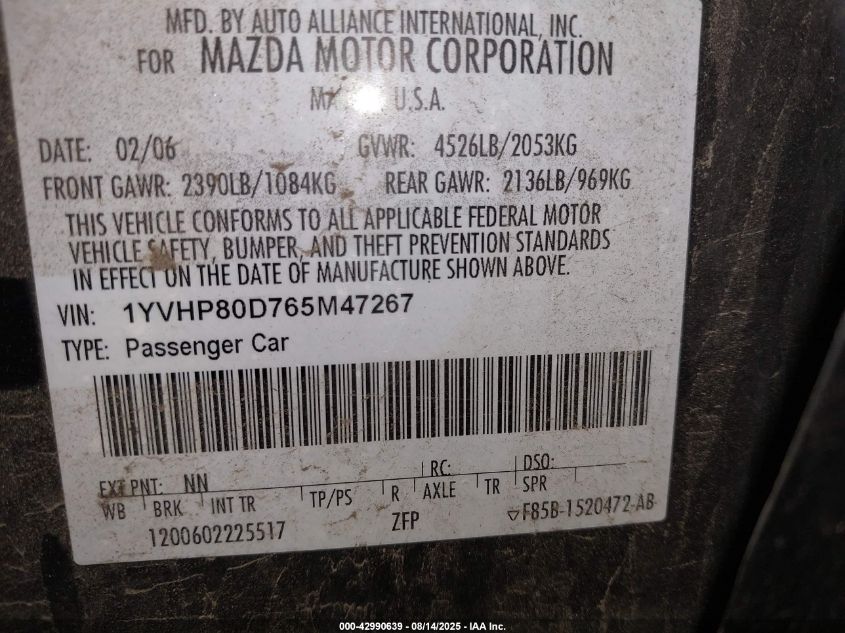 MFD. BY AUTO ALLIANCE INTERNATIONAL, INC.
FOR MAZDA MOTOR CORPORATION
U.S.A.
DATE: 02/06 GVWR: 4526LB/2053KG
FRONT GAWR: 2390LB/1084KG REAR GAWR: 2136LB/969KG
THIS VEHICLE CONFORMS TO ALL APPLICABLE FEDERAL MOTOR
VEHICLE SAFETY, BUMPER, AND THEFT PREVENTION STANDARDS
IN EFFECT ON THE DATE OF MANUFACTURE SHOWN ABOVE.
VIN: 1YVHP80D765M47267
TYPE: Passenger Car
EXT PNT: NN RC: DSO:
WB BRK INT TR TP/PS R AXLE TR SPR
1200602225517 ZFP F85B-1520472-AB
000-42990639 - 08/14/2025 - IAA Inc.